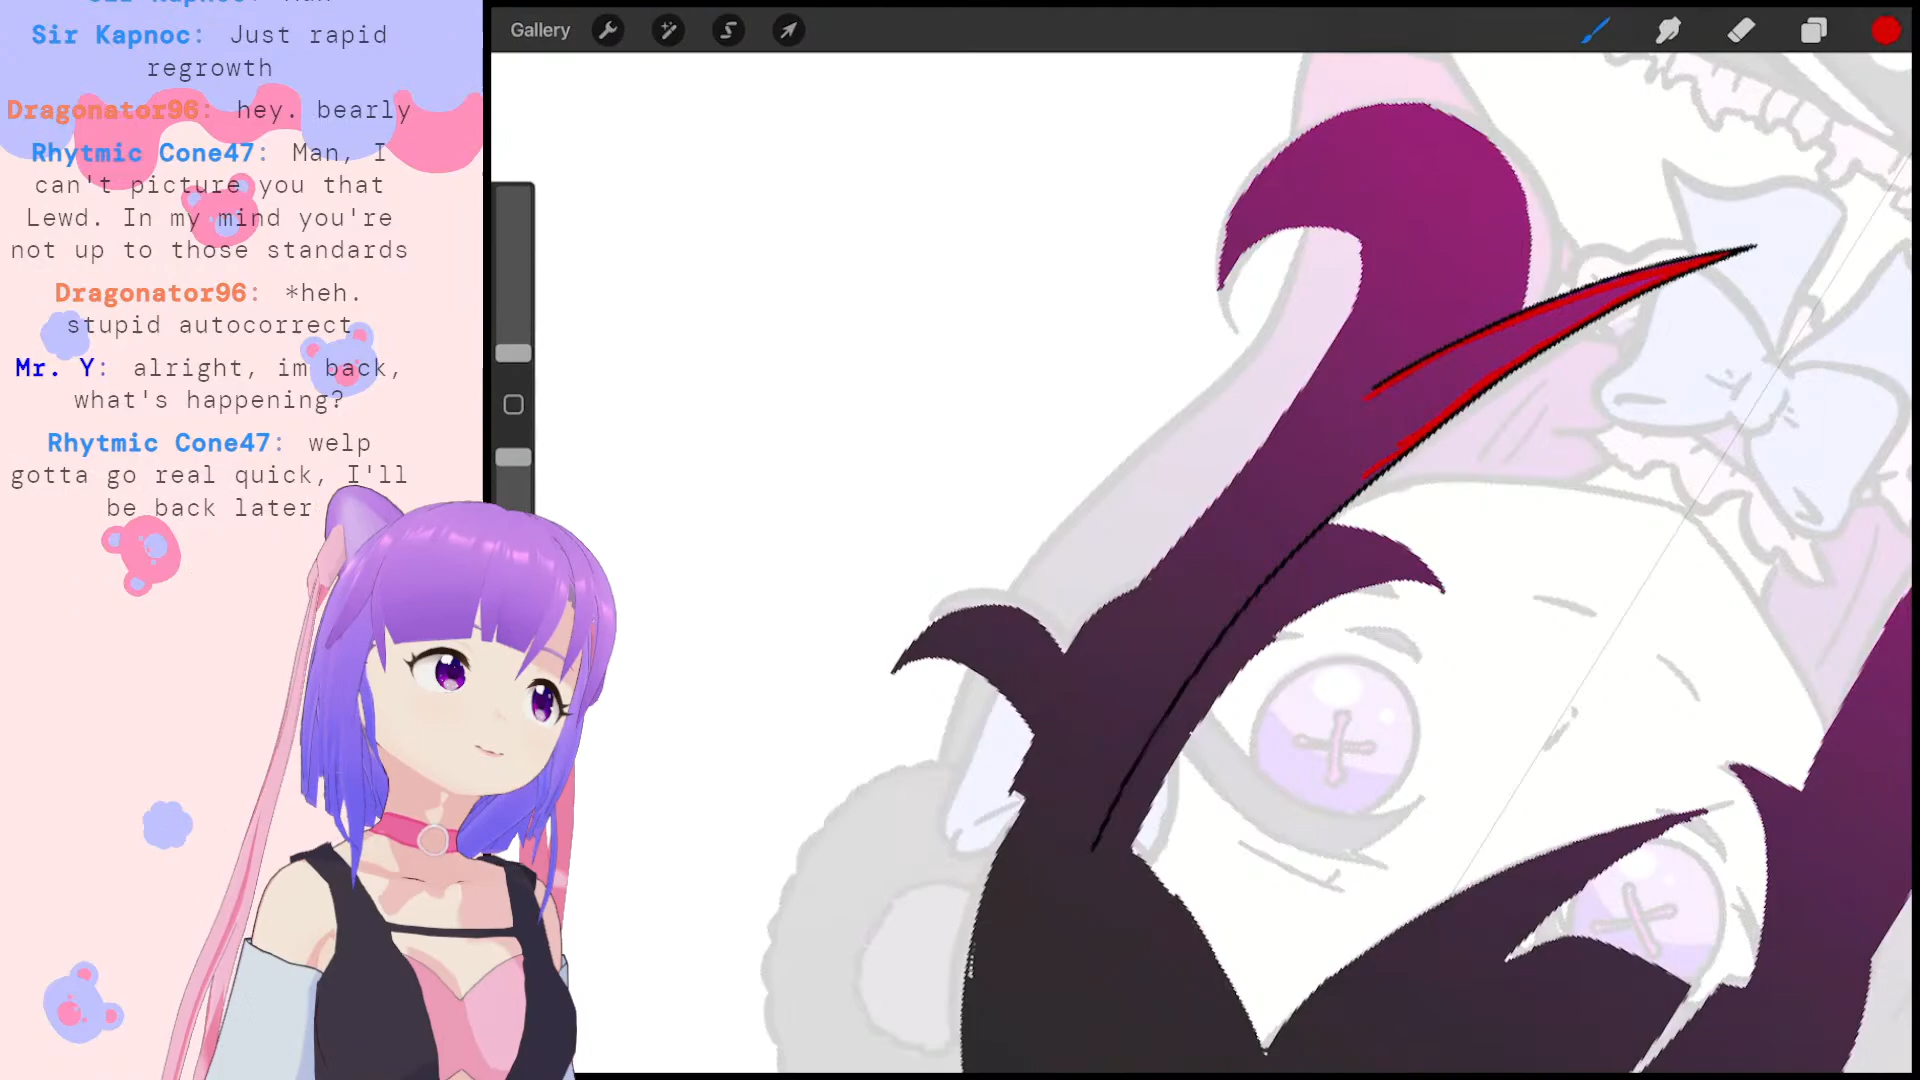 Sir Kapnoc: Just rapid
regrowth
Dragonator96: hey. bearly
Rhytmic Cone47: Man, I
can't picture you that
Lewd. In my mind you're
not up to those standards
Dragonator96: *heh.
stupid autocorrect
Mr. Y: alright, im back,
what's happening?
Rhytmic Cone47: welp
gotta go real quick, I'll
be back later
Gallery